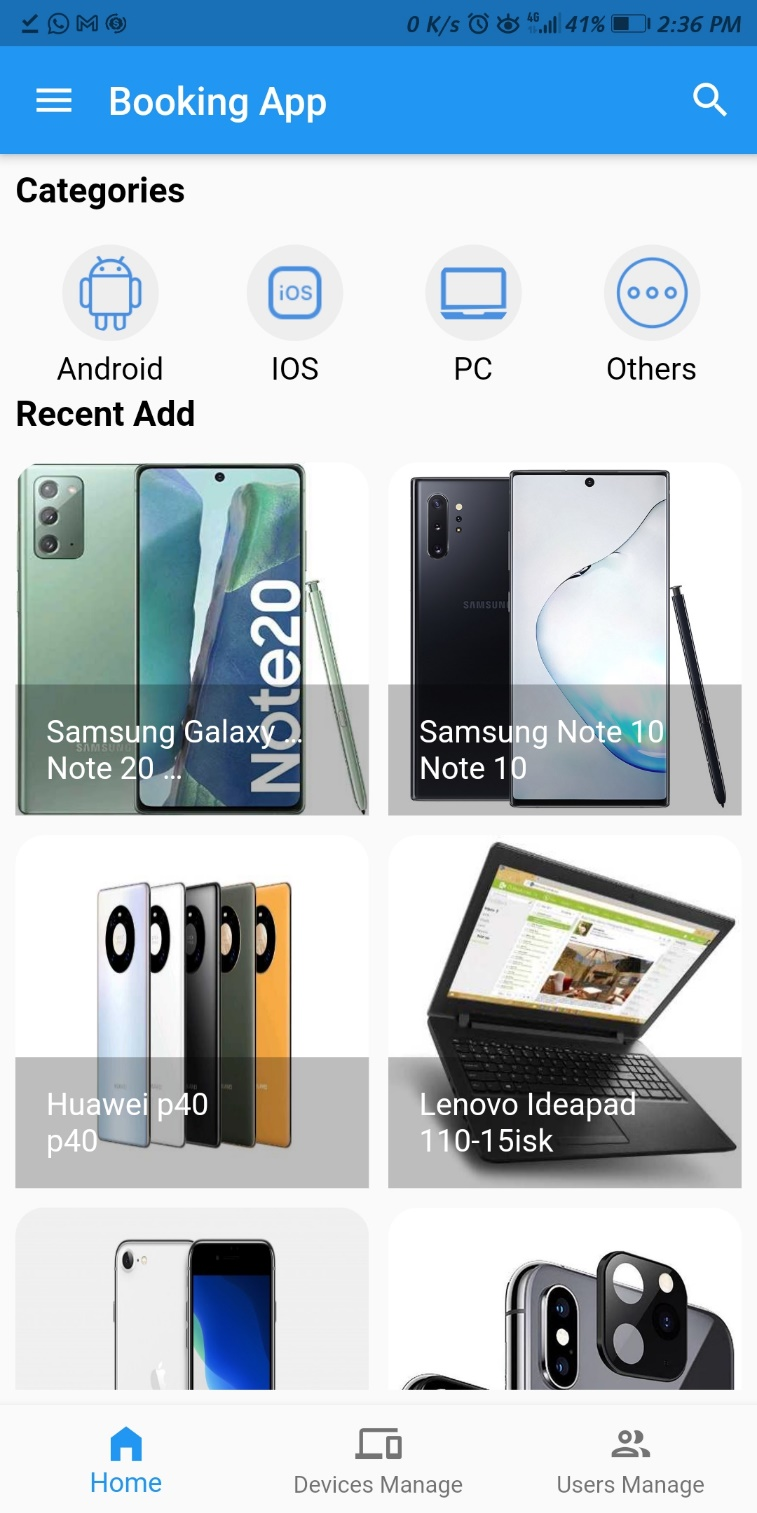 0 K/s 4G 41% 2:36 PM
Booking App
Categories
iOS
Android IOS PC Others
Recent Add
Note20
SAMSUNG
SAMSUNG
Samsung Galaxy ...
Note 20 ...
Samsung Note 10
Note 10
Huawei p40
p40
Lenovo Ideapad
110-15isk
Home Devices Manage Users Manage